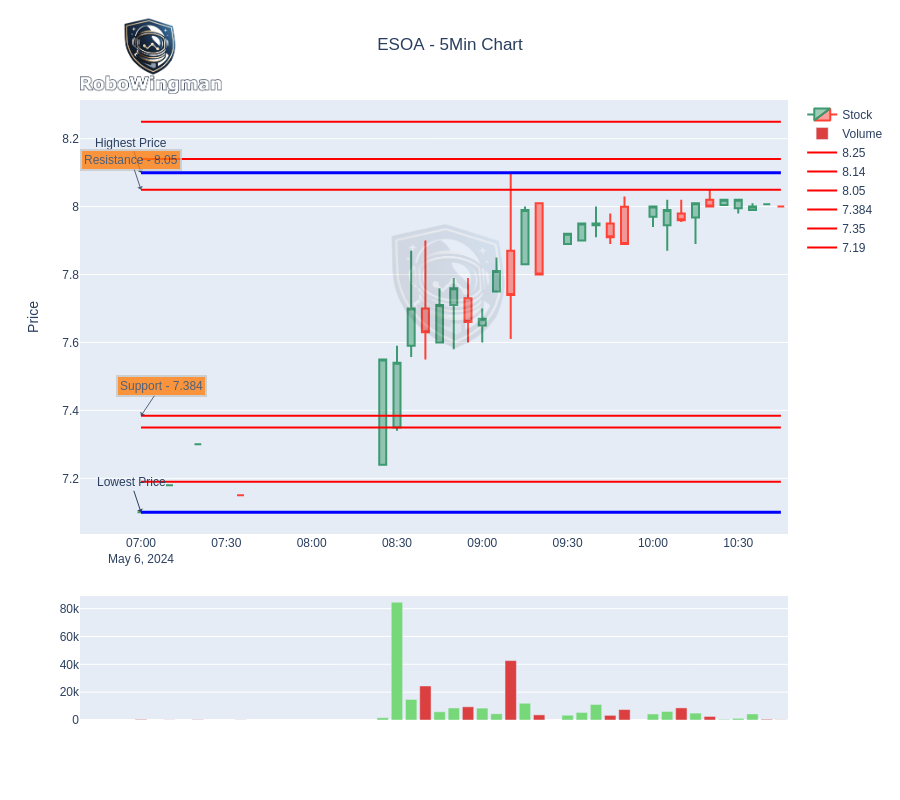 RoboWingman
ESOA - 5Min Chart
Stock
Volume
8.25
8.14
8.05
7.384
7.35
7.19
Highest Price
Resistance - 8.05
Support - 7.384
Lowest Price
Price
8.2
8
7.8
7.6
7.4
7.2
07:00
May 6, 2024
07:30
08:00
08:30
09:00
09:30
10:00
10:30
80k
60k
40k
20k
0